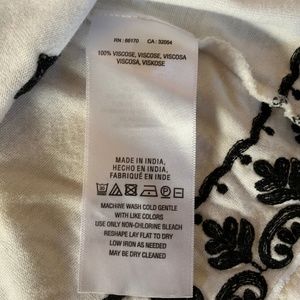 RN : 66170 CA : 32064
100% VISCOSE, VISCOSE, VISCOSA
VISCOSA, VISKOSE
MADE IN INDIA,
HECHO EN INDIA,
FABRIQUÉ EN INDE
MACHINE WASH COLD GENTLE
WITH LIKE COLORS
USE ONLY NON-CHLORINE BLEACH
RESHAPE LAY FLAT TO DRY
LOW IRON AS NEEDED
MAY BE DRY CLEANED